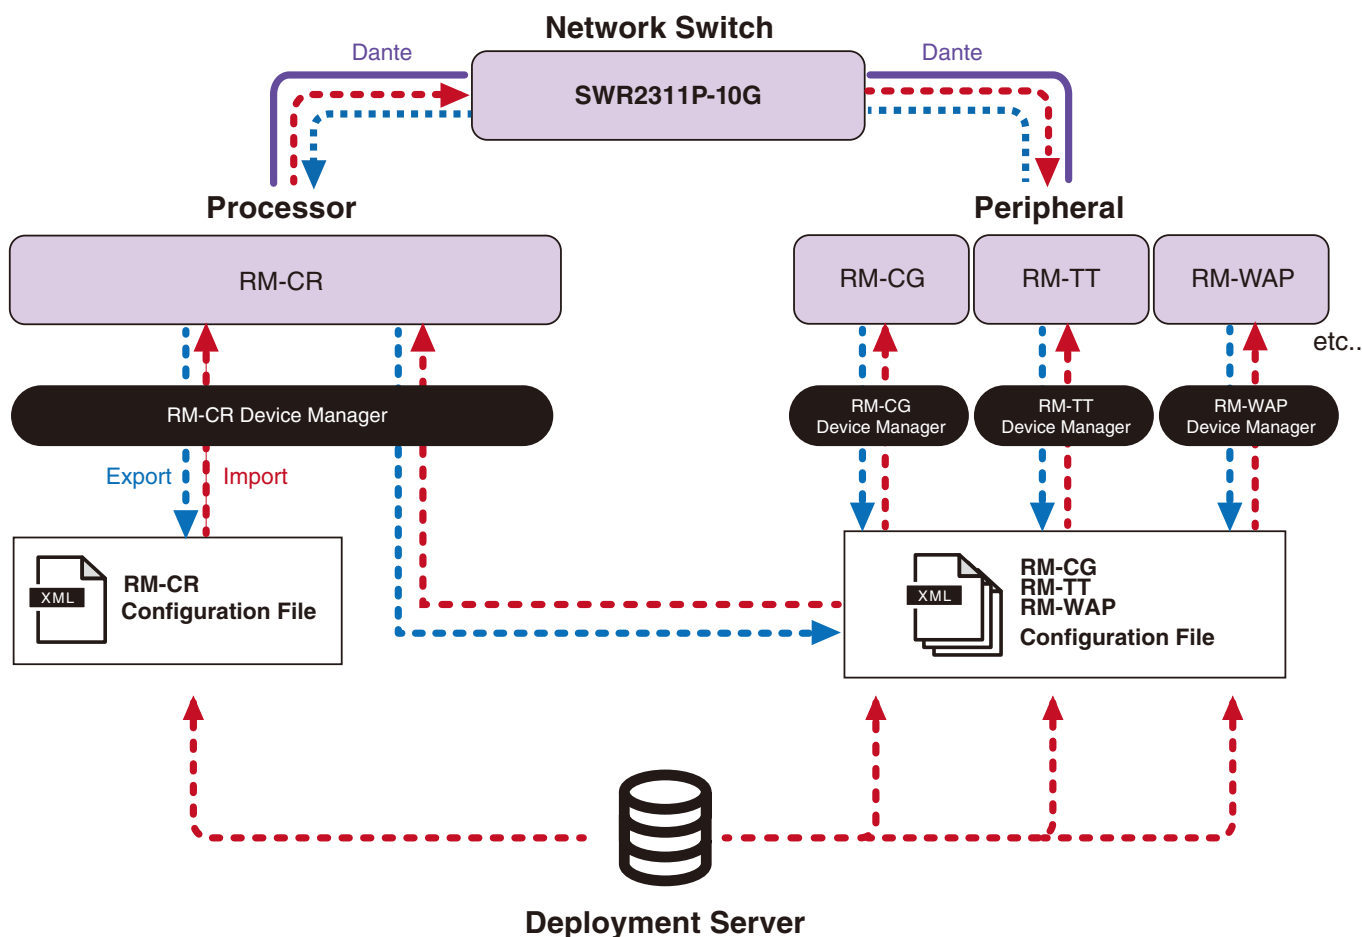 Network Switch
Dante
Dante
SWR2311P-10G
Processor
Peripheral
RM-CR
RM-CG
RM-TT
RM-WAP
etc..
RM-CR Device Manager
RM-CG
Device Manager
RM-TT
Device Manager
RM-WAP
Device Manager
Export
Import
XML
RM-CR
Configuration File
XML
RM-CG
RM-TT
RM-WAP
Configuration File
Deployment Server